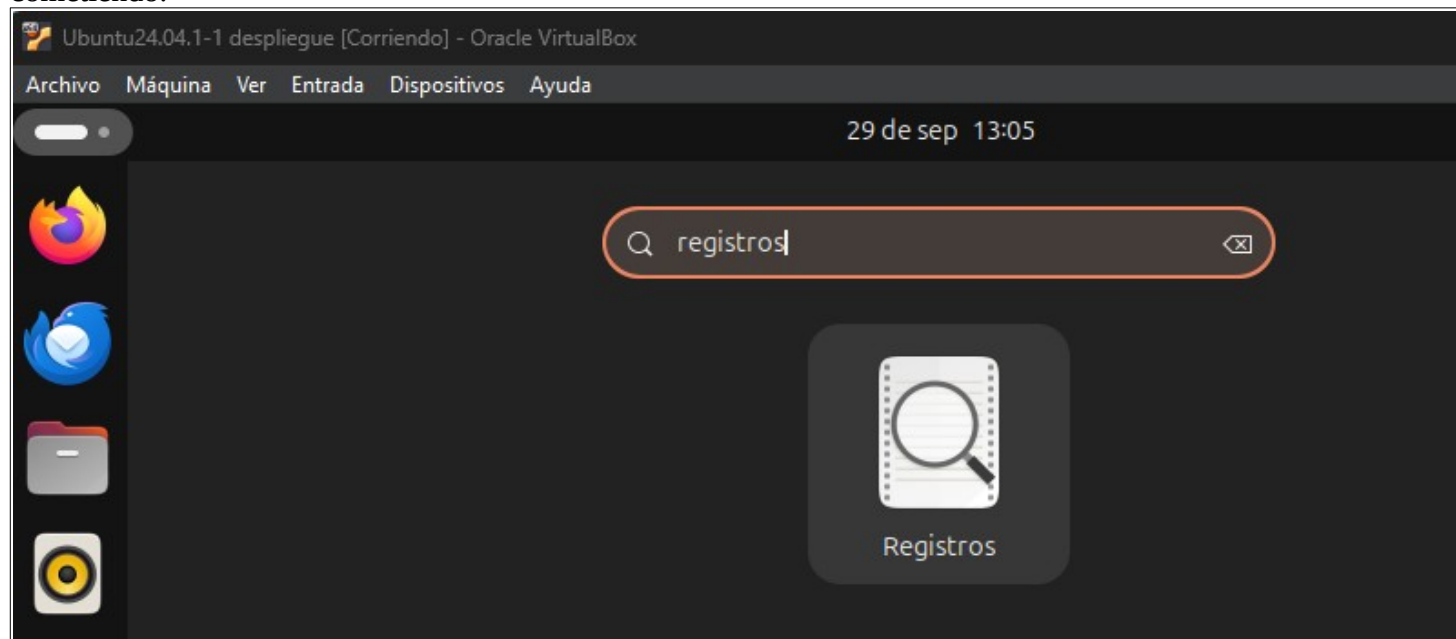 cometiendo.
Ubuntu24.04.1-1 despliegue [Corriendo] - Oracle VirtualBox
Archivo Máquina Ver Entrada Dispositivos Ayuda
29 de sep 13:05
registros
Registros